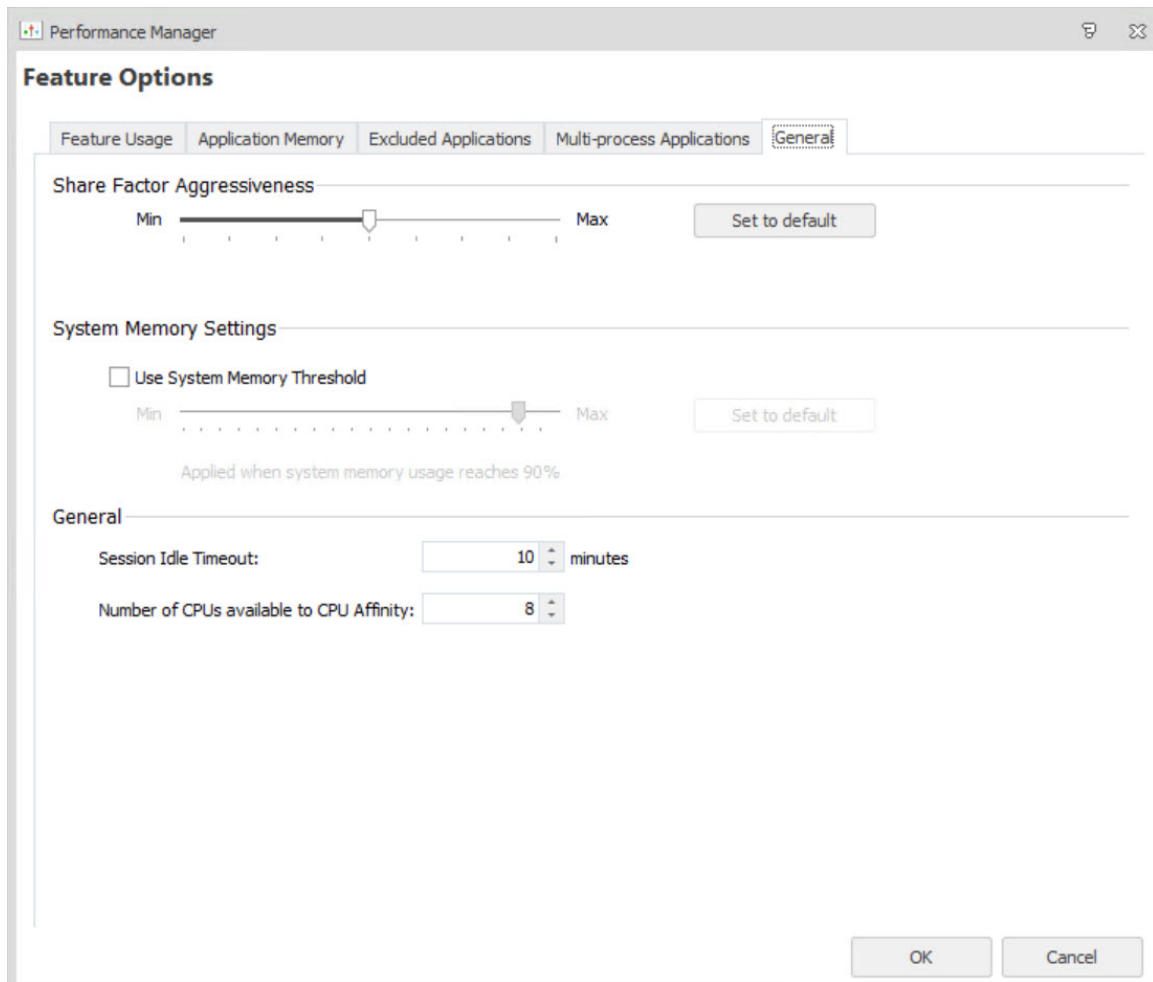 Performance Manager
Feature Options
Feature Usage Application Memory Excluded Applications Multi-process Applications General
Share Factor Aggressiveness
Min Max Set to default
System Memory Settings
Use System Memory Threshold
Min Max Set to default
Applied when system memory usage reaches 90%
General
Session Idle Timeout: 10 minutes
Number of CPUs available to CPU Affinity: 8
OK Cancel